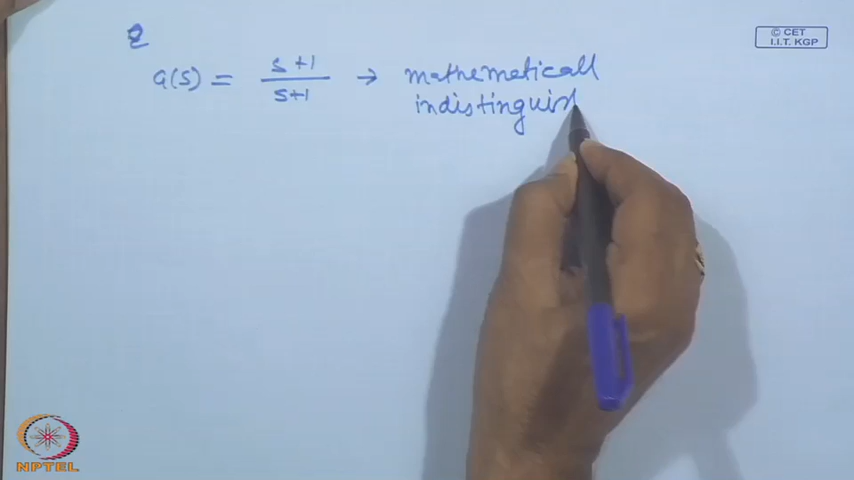 2
G(s) = s+1 / s+1 → mathematicall
indistinguish
© CET
I.I.T. KGP
NPTEL